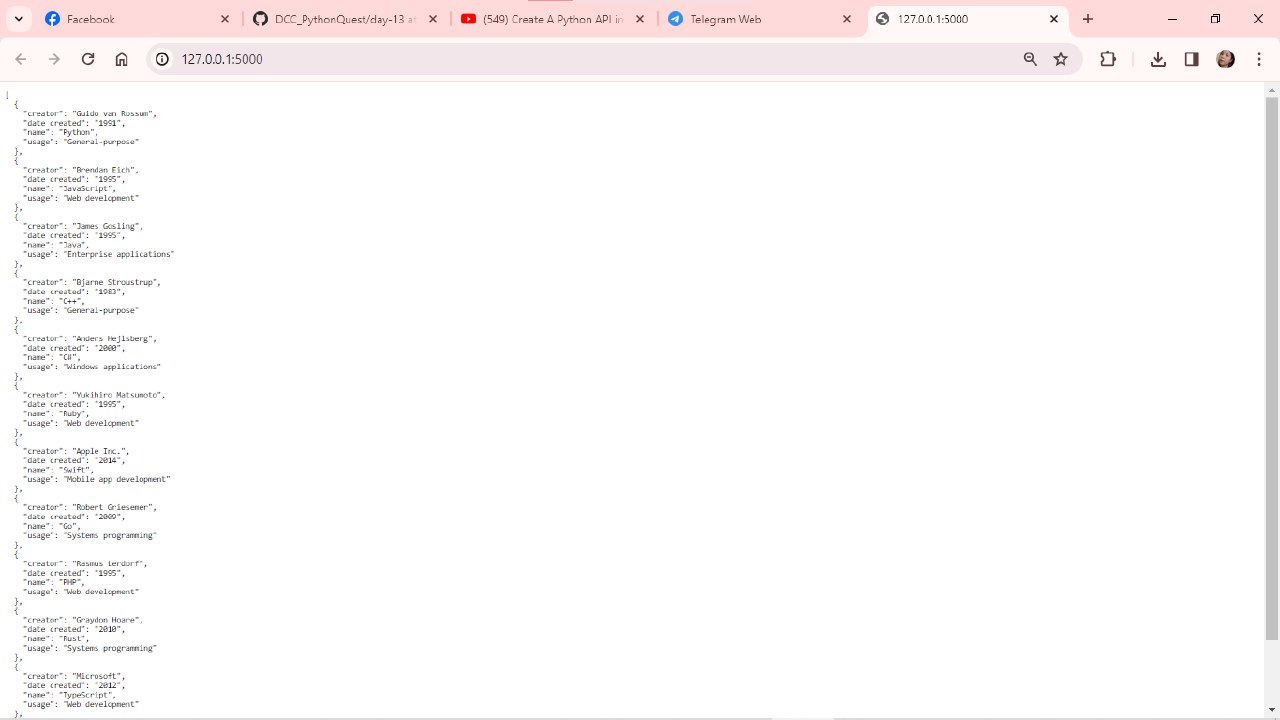 Facebook
DCC_PythonQuest/day-13 at
(549) Create A Python API in
Telegram Web
127.0.0.1:5000
127.0.0.1:5000
[
{
"creator": "Guido van Rossum",
"date created": "1991",
"name": "Python",
"usage": "General-purpose"
},
{
"creator": "Brendan Eich",
"date created": "1995",
"name": "JavaScript",
"usage": "Web development"
},
{
"creator": "James Gosling",
"date created": "1995",
"name": "Java",
"usage": "Enterprise applications"
},
{
"creator": "Bjarne Stroustrup",
"date created": "1983",
"name": "C++",
"usage": "General-purpose"
},
{
"creator": "Anders Hejlsberg",
"date created": "2000",
"name": "C#",
"usage": "Windows applications"
},
{
"creator": "Yukihiro Matsumoto",
"date created": "1995",
"name": "Ruby",
"usage": "Web development"
},
{
"creator": "Apple Inc.",
"date created": "2014",
"name": "Swift",
"usage": "Mobile app development"
},
{
"creator": "Robert Griesemer",
"date created": "2009",
"name": "Go",
"usage": "Systems programming"
},
{
"creator": "Rasmus Lerdorf",
"date created": "1995",
"name": "PHP",
"usage": "Web development"
},
{
"creator": "Graydon Hoare",
"date created": "2010",
"name": "Rust",
"usage": "Systems programming"
},
{
"creator": "Microsoft",
"date created": "2012",
"name": "TypeScript",
"usage": "Web development"
},